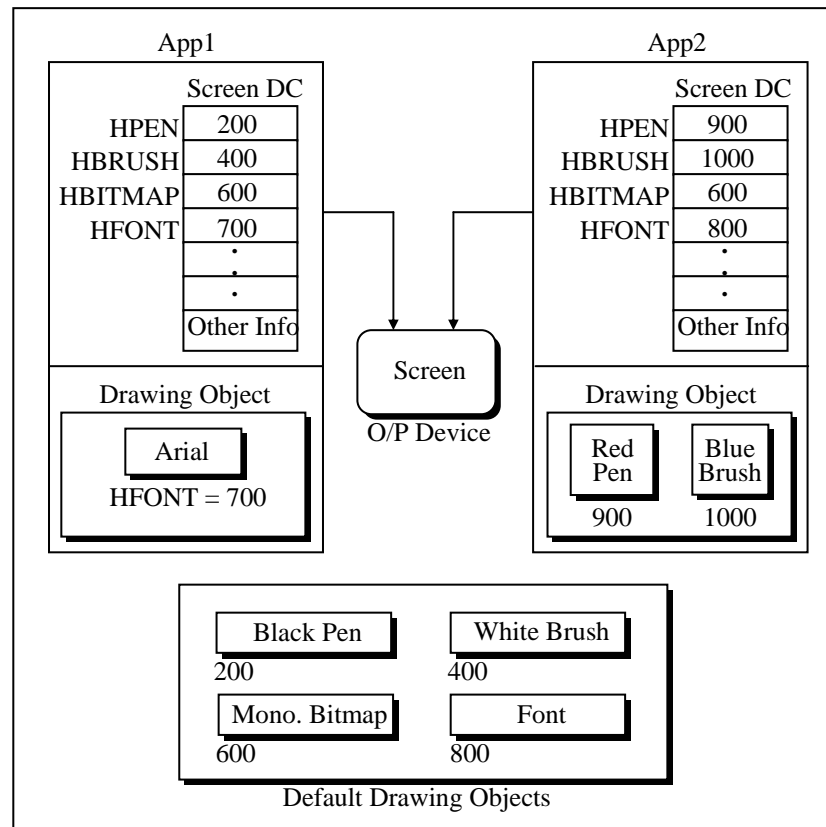 App1
Screen DC
HPEN 200
HBRUSH 400
HBITMAP 600
HFONT 700
Other Info
Drawing Object
Arial
HFONT = 700
App2
Screen DC
HPEN 900
HBRUSH 1000
HBITMAP 600
HFONT 800
Other Info
Drawing Object
Red
Pen
900
Blue
Brush
1000
Screen
O/P Device
Black Pen
200
White Brush
400
Mono. Bitmap
600
Font
800
Default Drawing Objects